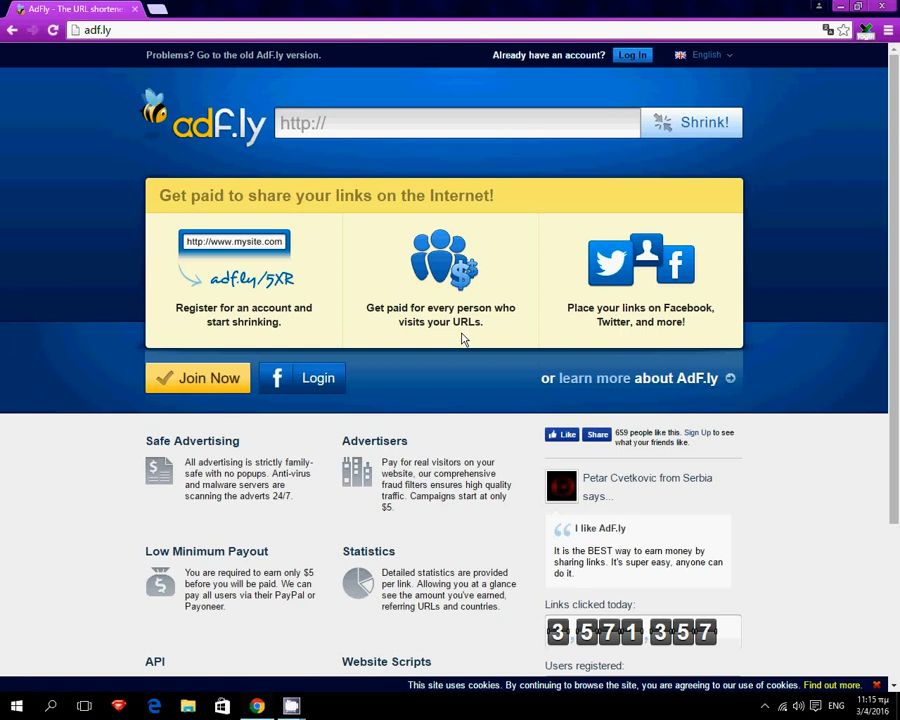 AdFly - The URL shortene
adf.ly
Problems? Go to the old AdF.ly version.
Already have an account?
Log In
English
adf.ly
http://
Shrink!
Get paid to share your links on the Internet!
http://www.mysite.com
adf.ly/5XR
Register for an account and
start shrinking.
Get paid for every person who
visits your URLs.
Place your links on Facebook,
Twitter, and more!
Join Now
Login
or learn more about AdF.ly
Safe Advertising
All advertising is strictly family-
safe with no popups. Anti-virus
and malware servers are
scanning the adverts 24/7.
Advertisers
Pay for real visitors on your
website, our comprehensive
fraud filters ensures high quality
traffic. Campaigns start at only
$5.
Like
Share
659 people like this. Sign Up to see
what your friends like.
Petar Cvetkovic from Serbia
says...
I like AdF.ly
It is the BEST way to earn money by
sharing links. It's super easy, anyone can
do it.
Low Minimum Payout
You are required to earn only $5
before you will be paid. We can
pay all users via their PayPal or
Payoneer.
Statistics
Detailed statistics are provided
per link. Allowing you at a glance
see the amount you've earned,
referring URLs and countries.
Links clicked today:
3,571,357
Users registered:
API
Website Scripts
This site uses cookies. By continuing to browse the site, you are agreeing to our use of cookies. Find out more.
ENG
11:15 πμ
3/4/2016